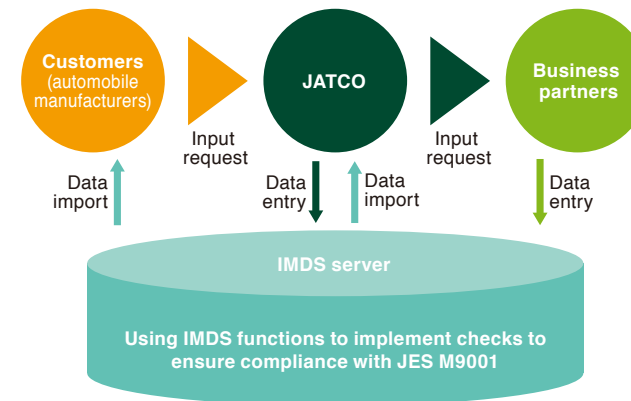 Customers
(automobile
manufacturers)
JATCO
Business
partners
Input
request
Input
request
Data
import
Data
entry
Data
import
Data
entry
IMDS server
Using IMDS functions to implement checks to
ensure compliance with JES M9001